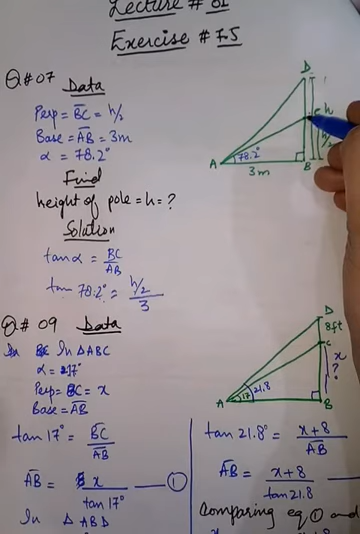 Lecture # 01
Exercise # 7.5
Q# 07 Data
Perp = BC = h/2
Base = AB = 3m
α = 78.2°
Find
height of pole = h = ?
Solution
tanα = BC/AB
tan 78.2° = h/2 / 3
D
C
h
h/2
78.2°
A
3m
B
Q# 09 Data
In ΔABC
α = 17°
Perp = BC = x
Base = AB
tan 17° = BC/AB
AB = x/tan 17° — ①
In Δ ABD
D
8ft
C
x
?
21.8
17
A
B
tan 21.8° = x+8/AB
AB = x+8/tan 21.8
Comparing eq ① and